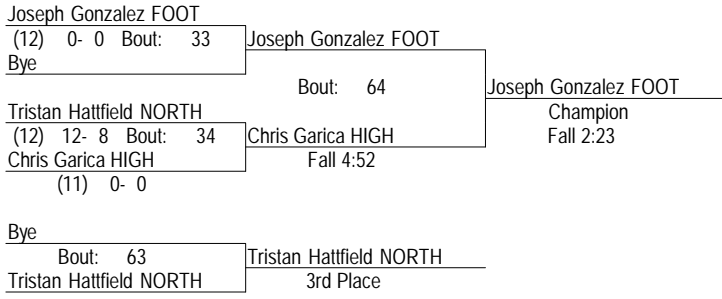 Joseph Gonzalez FOOT
(12) 0- 0 Bout: 33 Joseph Gonzalez FOOT
Bye
Bout: 64 Joseph Gonzalez FOOT
Tristan Hattfield NORTH Champion
(12) 12- 8 Bout: 34 Chris Garica HIGH Fall 2:23
Chris Garica HIGH Fall 4:52
(11) 0- 0
Bye
Bout: 63 Tristan Hattfield NORTH
Tristan Hattfield NORTH 3rd Place